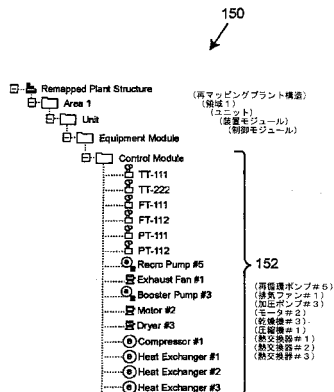 150
Remapped Plant Structure
Area 1
Unit
Equipment Module
Control Module
(再マッピングプラント構造)
(領域1)
(ユニット)
(装置モジュール)
(制御モジュール)
TT-111
TT-222
FT-111
FT-112
PT-111
PT-112
Recro Pump #5
Exhaust Fan #1
Booster Pump #3
Motor #2
Dryer #3
Compressor #1
Heat Exchanger #1
Heat Exchanger #2
Heat Exchanger #3
152
(再循環ポンプ#5)
(排気ファン#1)
(加圧ポンプ#3)
(モータ#2)
(乾燥機#3)
(圧縮機#1)
(熱交換器#1)
(熱交換器#2)
(熱交換器#3)